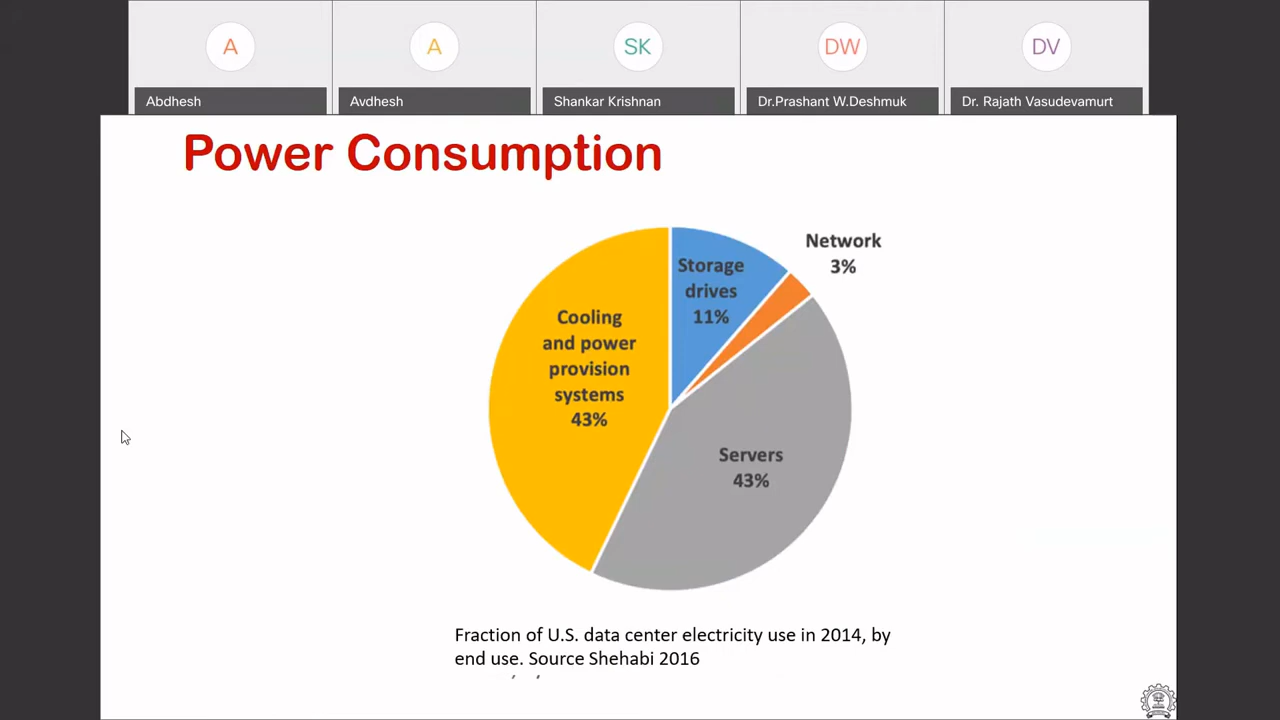 A
A
SK
DW
DV
Abdhesh
Avdhesh
Shankar Krishnan
Dr.Prashant W.Deshmuk
Dr. Rajath Vasudevamurt
Power Consumption
Network
3%
Storage
drives
11%
Cooling
and power
provision
systems
43%
Servers
43%
Fraction of U.S. data center electricity use in 2014, by
end use. Source Shehabi 2016